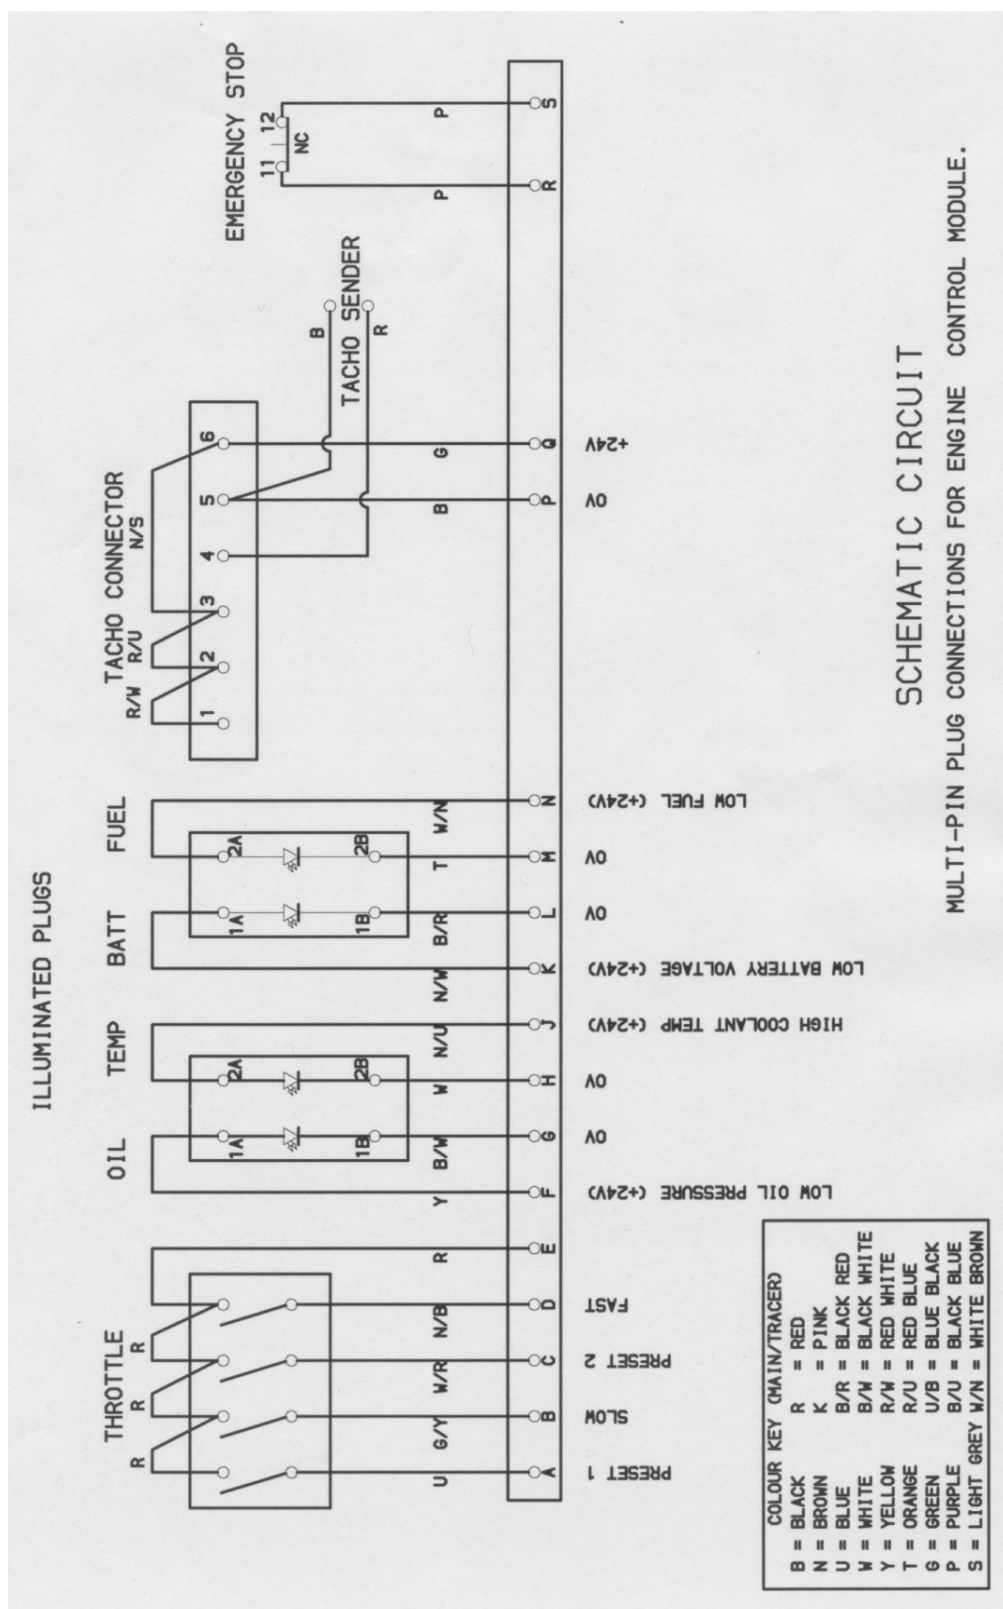 ILLUMINATED PLUGS
THROTTLE
OIL
TEMP
BATT
FUEL
TACHO CONNECTOR
EMERGENCY STOP
R
R
R
R/W
R/U
N/S
1A
2A
1A
2A
1
2
3
4
5
6
11
12
NC
1B
2B
1B
2B
B
TACHO SENDER
R
U
G/Y
W/R
N/B
R
Y
B/W
W
N/U
N/W
B/R
T
W/N
B
G
P
P
A
B
C
D
E
F
G
H
J
K
L
M
N
P
Q
R
S
PRESET 1
SLOW
PRESET 2
FAST
LOW OIL PRESSURE (+24V)
0V
0V
HIGH COOLANT TEMP (+24V)
LOW BATTERY VOLTAGE (+24V)
0V
0V
LOW FUEL (+24V)
0V
+24V
COLOUR KEY (MAIN/TRACER)
B = BLACK R = RED
N = BROWN K = PINK
U = BLUE B/R = BLACK RED
W = WHITE B/W = BLACK WHITE
Y = YELLOW R/W = RED WHITE
T = ORANGE R/U = RED BLUE
G = GREEN U/B = BLUE BLACK
P = PURPLE B/U = BLACK BLUE
S = LIGHT GREY W/N = WHITE BROWN
SCHEMATIC CIRCUIT
MULTI-PIN PLUG CONNECTIONS FOR ENGINE CONTROL MODULE.